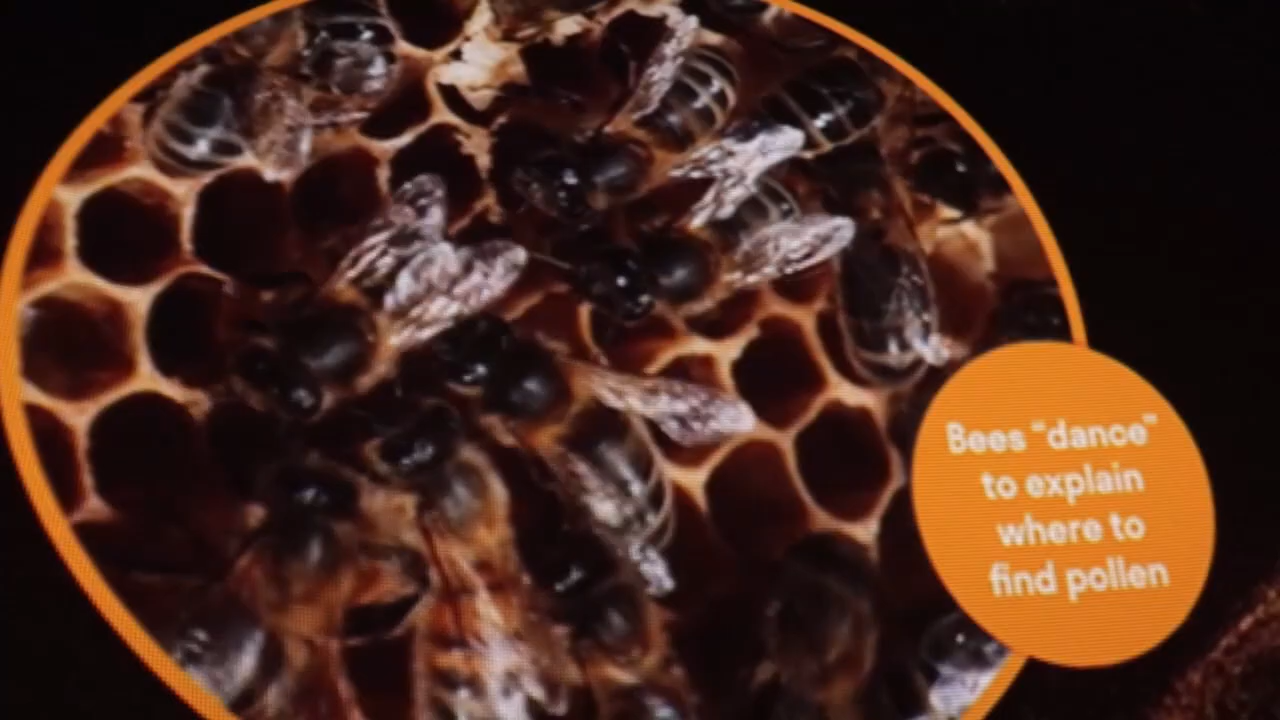 Bees “dance”
to explain
where to
find pollen